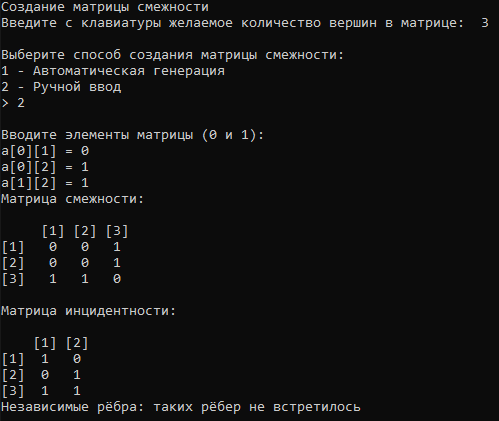 Создание матрицы смежности
Введите с клавиатуры желаемое количество вершин в матрице:  3

Выберите способ создания матрицы смежности:
1 - Автоматическая генерация
2 - Ручной ввод
> 2

Вводите элементы матрицы (0 и 1):
a[0][1] = 0
a[0][2] = 1
a[1][2] = 1
Матрица смежности:

     [1] [2] [3]
[1]   0   0   1
[2]   0   0   1
[3]   1   1   0

Матрица инцидентности:

    [1] [2]
[1]  1   0
[2]  0   1
[3]  1   1
Независимые рёбра: таких рёбер не встретилось